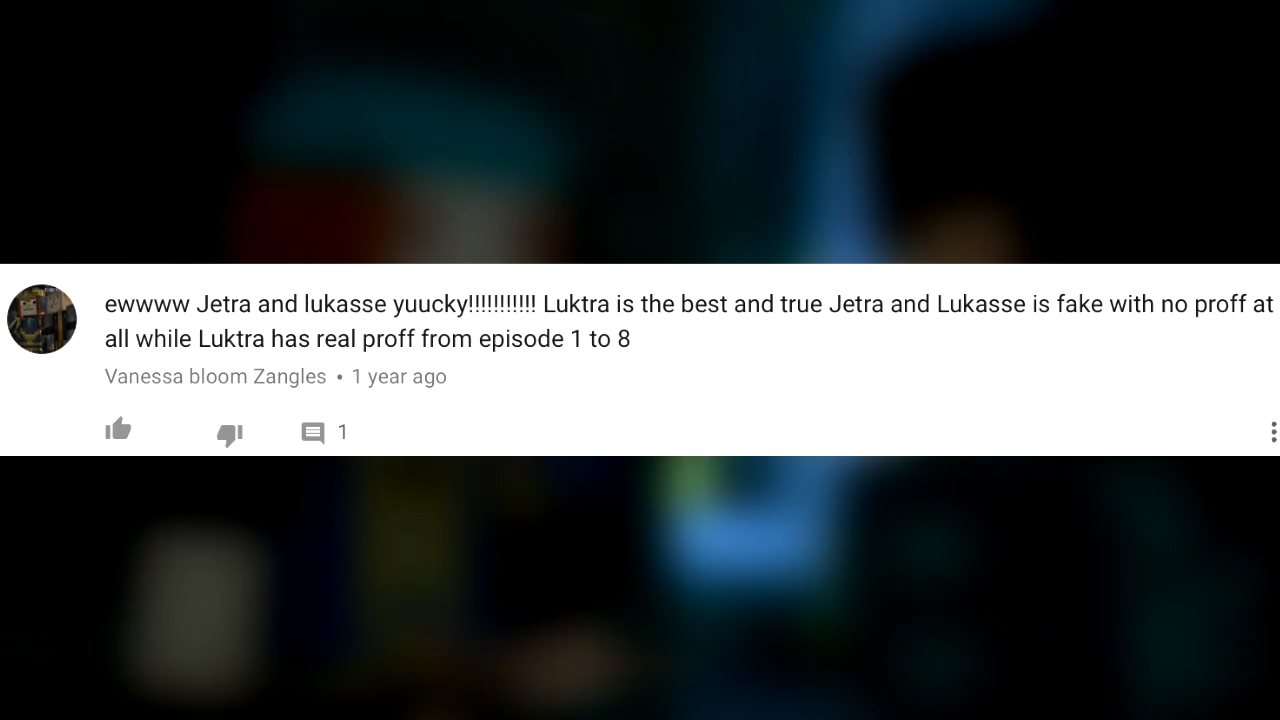 ewwww Jetra and lukasse yuucky!!!!!!!!!!! Luktra is the best and true Jetra and Lukasse is fake with no proff at
all while Luktra has real proff from episode 1 to 8
Vanessa bloom Zangles • 1 year ago
1